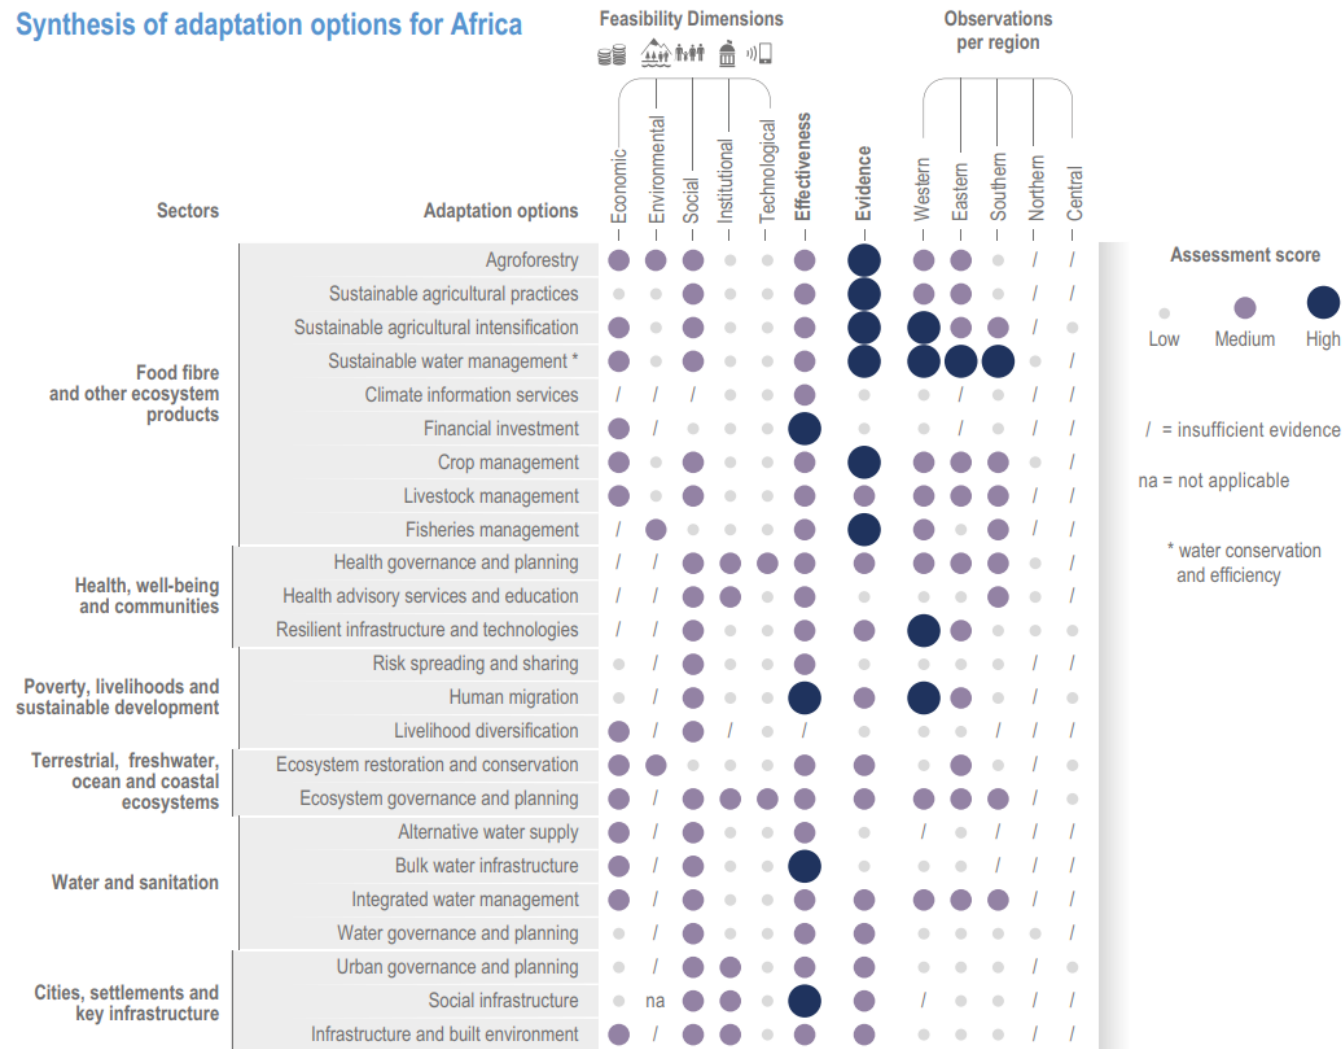 Synthesis of adaptation options for Africa
Feasibility Dimensions
Observations
per region
Economic
Environmental
Social
Institutional
Technological
Effectiveness
Evidence
Western
Eastern
Southern
Northern
Central
Sectors
Adaptation options
Food fibre
and other ecosystem
products
Agroforestry / /
Sustainable agricultural practices / /
Sustainable agricultural intensification /
Sustainable water management * /
Climate information services / / / / / /
Financial investment / / / /
Crop management /
Livestock management / /
Fisheries management / / /
Health, well-being
and communities
Health governance and planning / / /
Health advisory services and education / / /
Resilient infrastructure and technologies / /
Poverty, livelihoods and
sustainable development
Risk spreading and sharing / / /
Human migration / /
Livelihood diversification / / / / / /
Terrestrial, freshwater,
ocean and coastal
ecosystems
Ecosystem restoration and conservation /
Ecosystem governance and planning / /
Water and sanitation
Alternative water supply / / / / /
Bulk water infrastructure / / / /
Integrated water management / / /
Water governance and planning / /
Cities, settlements and
key infrastructure
Urban governance and planning / /
Social infrastructure na / / /
Infrastructure and built environment / / /
Assessment score
Low Medium High
/ = insufficient evidence
na = not applicable
* water conservation
and efficiency